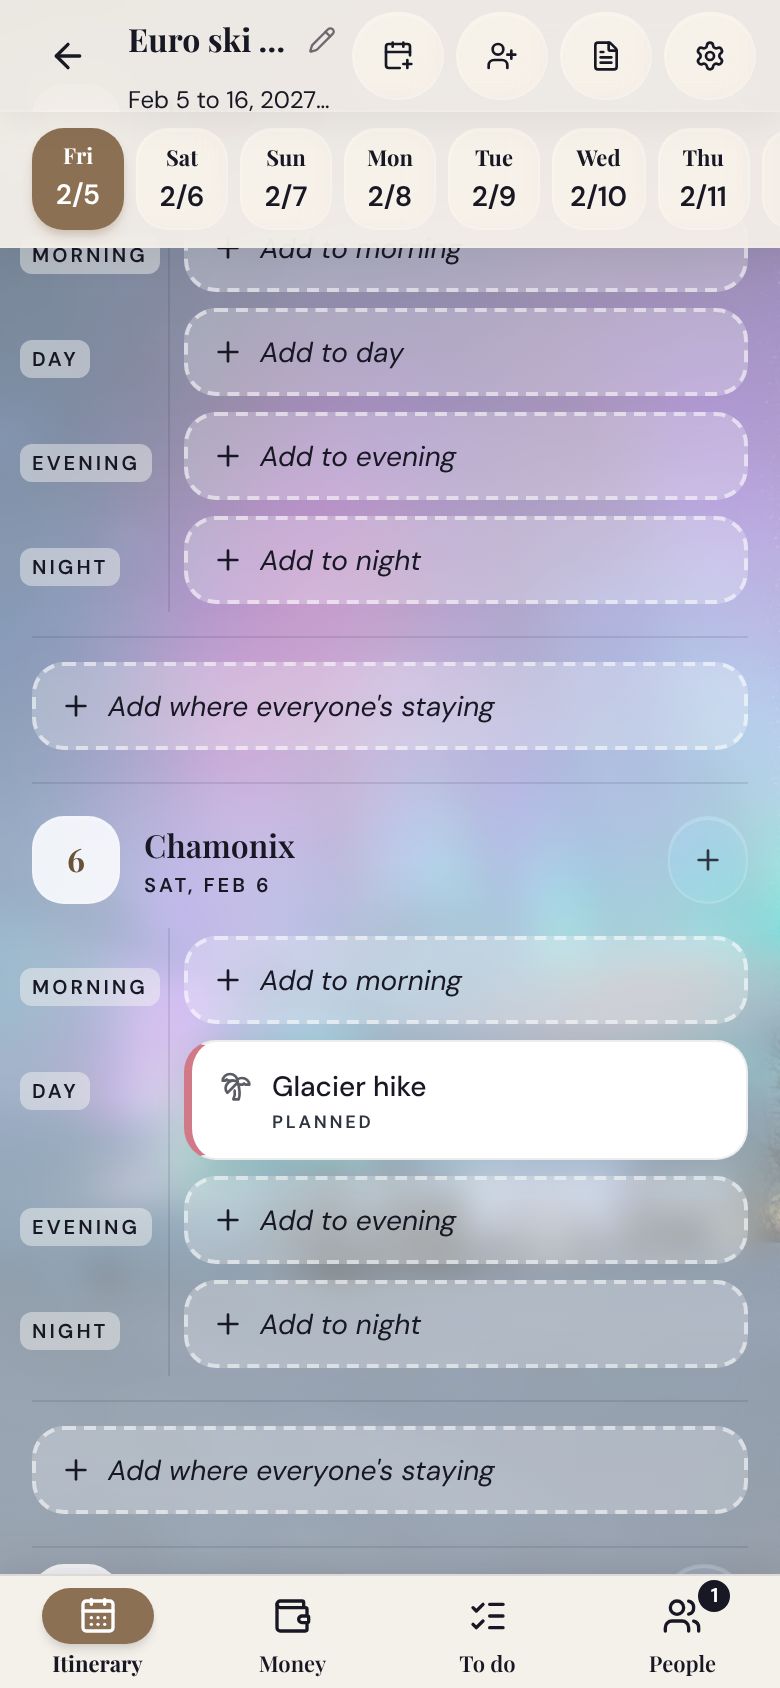 Euro ski ...
Feb 5 to 16, 2027...
Fri
2/5
Sat
2/6
Sun
2/7
Mon
2/8
Tue
2/9
Wed
2/10
Thu
2/11
MORNING
+ Add to morning
DAY
+ Add to day
EVENING
+ Add to evening
NIGHT
+ Add to night
+ Add where everyone's staying
6
Chamonix
SAT, FEB 6
+
MORNING
+ Add to morning
DAY
Glacier hike
PLANNED
EVENING
+ Add to evening
NIGHT
+ Add to night
+ Add where everyone's staying
1
Itinerary
Money
To do
People